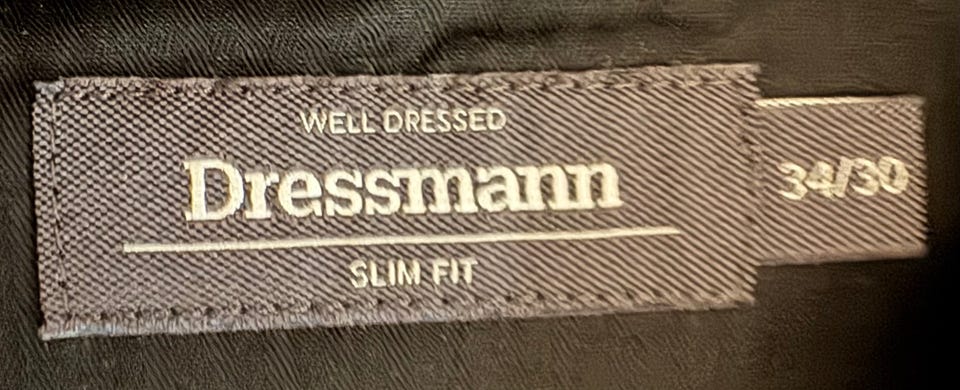 WELL DRESSED
Dressmann
SLIM FIT
34/30